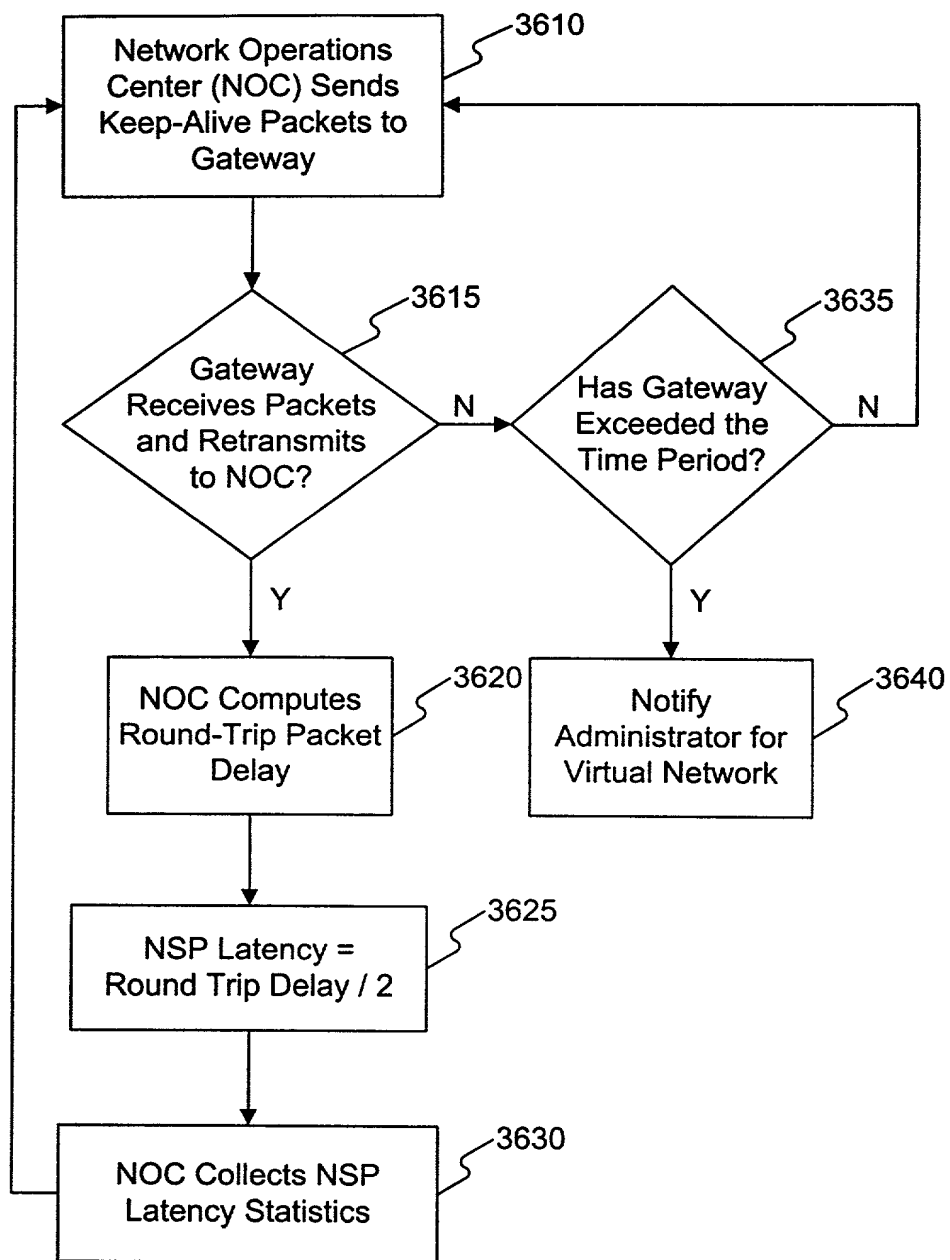 3610
Network Operations
Center (NOC) Sends
Keep-Alive Packets to
Gateway
3615
Gateway
Receives Packets
and Retransmits
to NOC?
N
Y
3635
Has Gateway
Exceeded the
Time Period?
N
Y
3620
NOC Computes
Round-Trip Packet
Delay
3640
Notify
Administrator for
Virtual Network
3625
NSP Latency =
Round Trip Delay / 2
3630
NOC Collects NSP
Latency Statistics